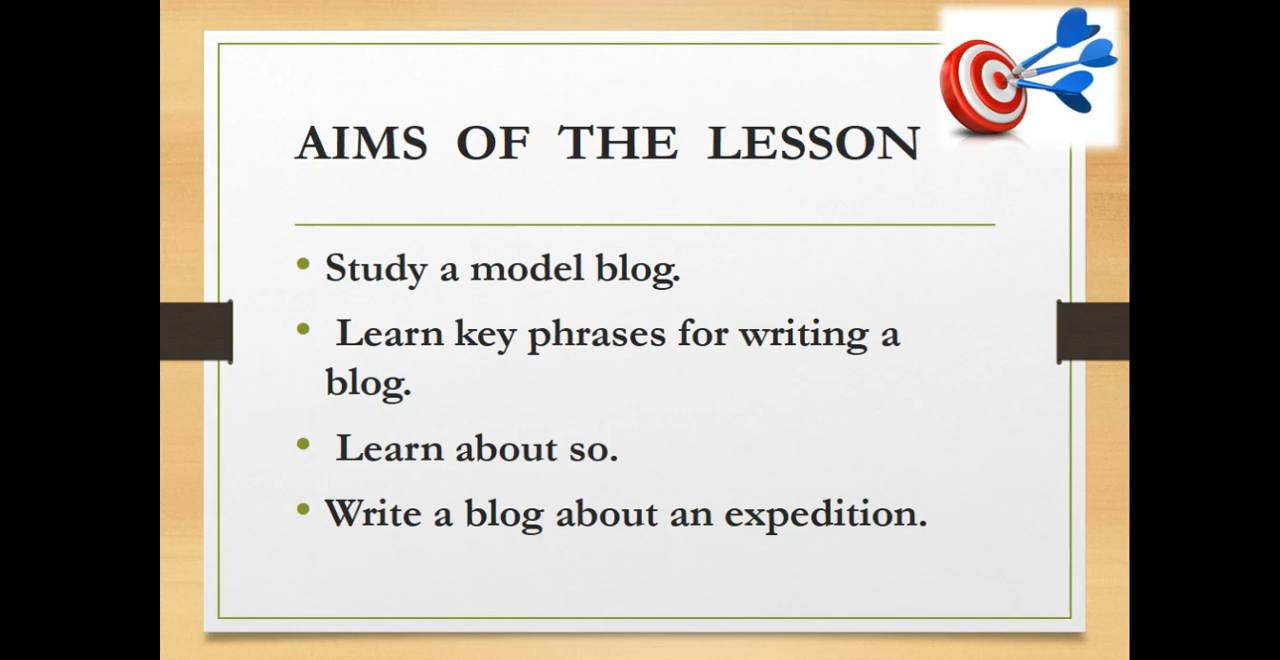 AIMS OF THE LESSON
• Study a model blog.
• Learn key phrases for writing a
blog.
• Learn about so.
• Write a blog about an expedition.